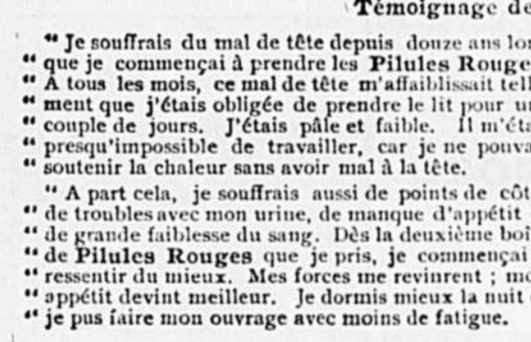 Témoignage de
“ Je souffrais du mal de tête depuis douze ans lor
“ que je commençai à prendre les Pilules Rouge
“ A tous les mois, ce mal de tête m'affaiblissait tell
“ ment que j'étais obligée de prendre le lit pour u
“ couple de jours. J'étais pâle et faible. Il m'éta
“ presqu'impossible de travailler, car je ne pouva
“ soutenir la chaleur sans avoir mal à la tête.
“ A part cela, je souffrais aussi de points de côt
“ de troubles avec mon urine, de manque d'appétit
“ de grande faiblesse du sang. Dès la deuxième boi
“ de Pilules Rouges que je pris, je commençai
“ ressentir du mieux. Mes forces me revinrent ; mo
“ appétit devint meilleur. Je dormis mieux la nuit
“ je pus faire mon ouvrage avec moins de fatigue.